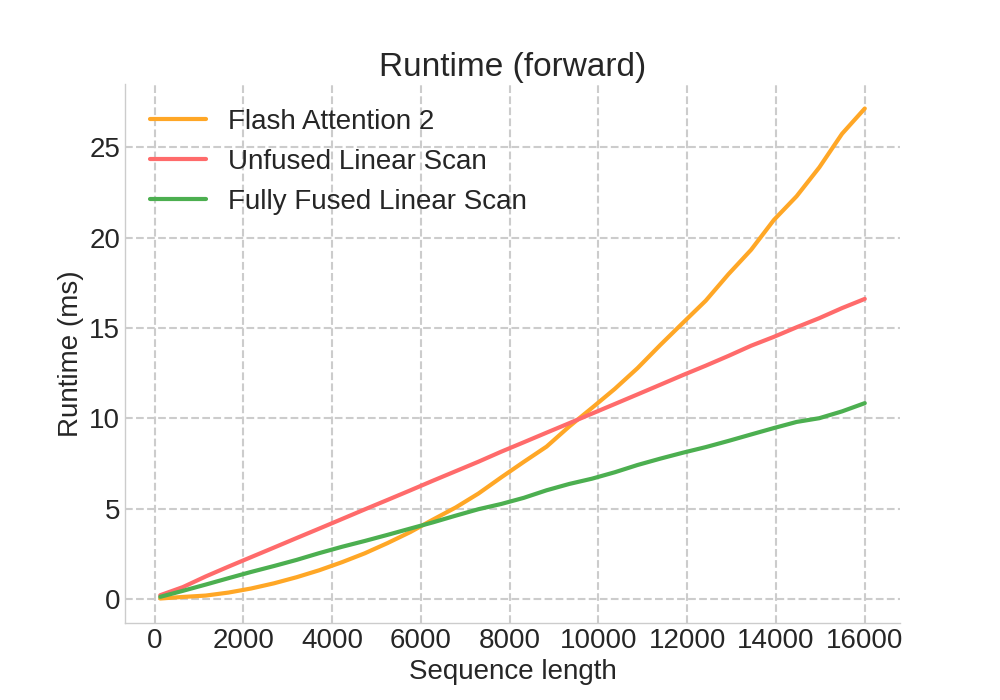 Runtime (forward)
Flash Attention 2
Unfused Linear Scan
Fully Fused Linear Scan
Runtime (ms)
25
20
15
10
5
0
0 2000 4000 6000 8000 10000 12000 14000 16000
Sequence length